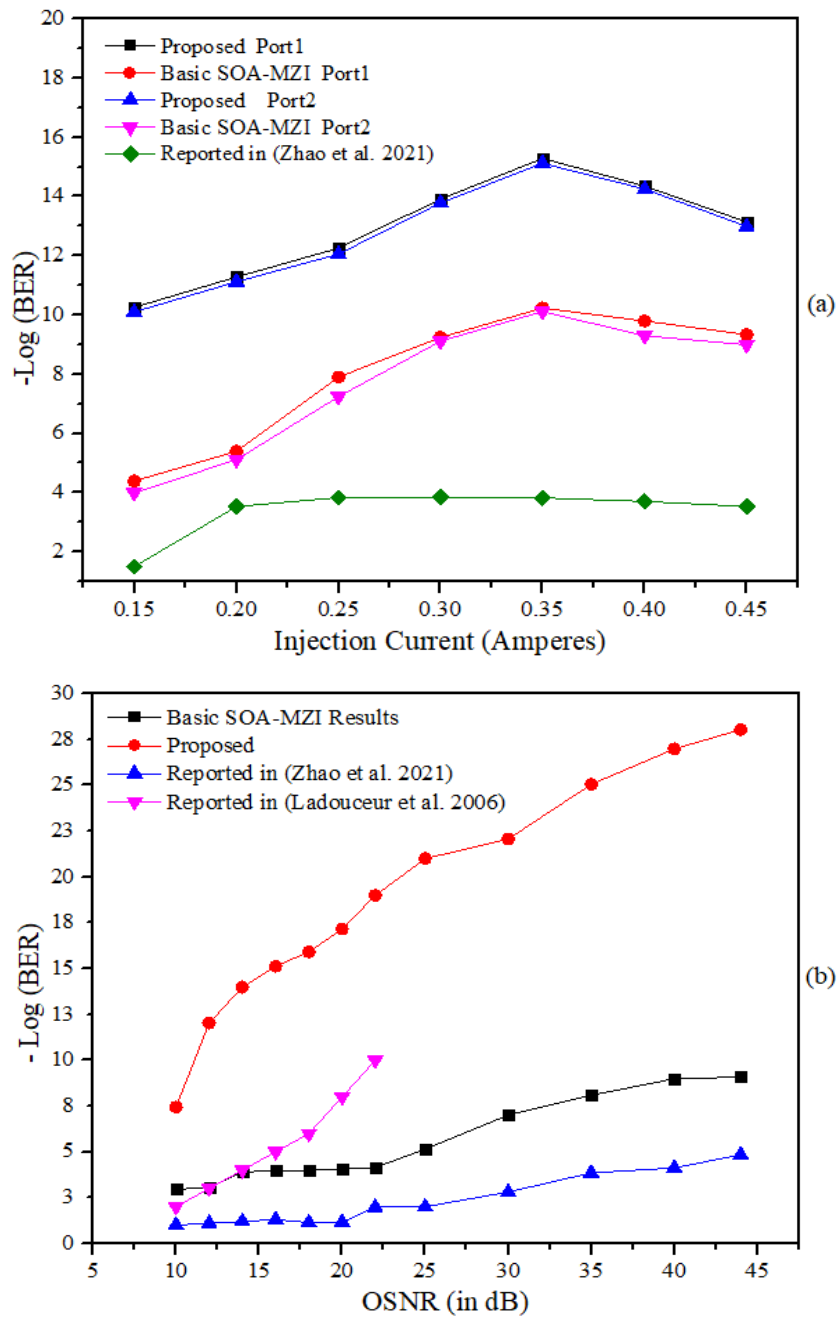 20
18
16
14
12
10
8
6
4
2
-Log (BER)
Proposed Port1
Basic SOA-MZI Port1
Proposed Port2
Basic SOA-MZI Port2
Reported in (Zhao et al. 2021)
(a)
0.15 0.20 0.25 0.30 0.35 0.40 0.45
Injection Current (Amperes)
30
28
25
23
20
18
15
13
10
8
5
3
0
- Log (BER)
Basic SOA-MZI Results
Proposed
Reported in (Zhao et al. 2021)
Reported in (Ladouceur et al. 2006)
(b)
5 10 15 20 25 30 35 40 45
OSNR (in dB)